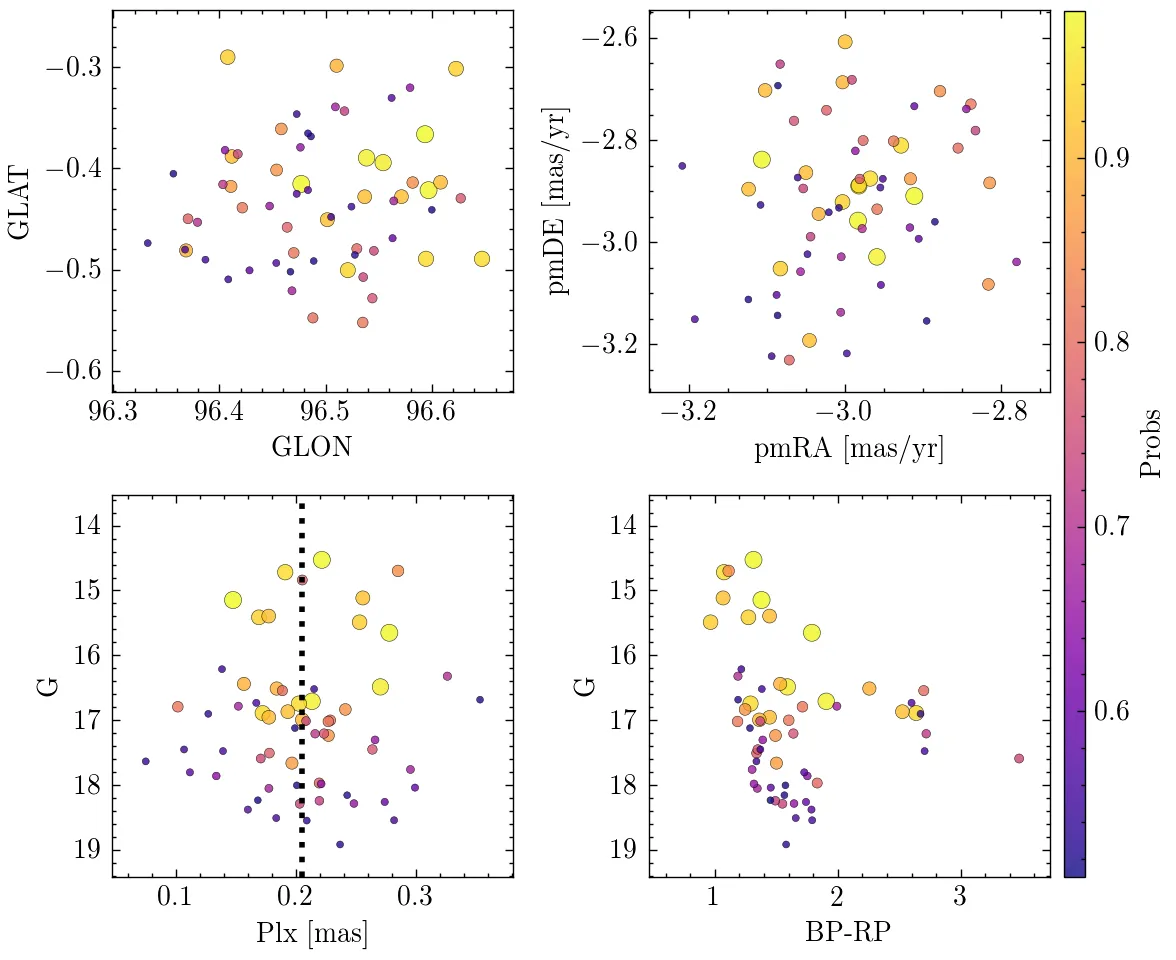 −0.3
−0.4
−0.5
−0.6
GLAT
96.3 96.4 96.5 96.6
GLON
−2.6
−2.8
−3.0
−3.2
pmDE [mas/yr]
−3.2 −3.0 −2.8
pmRA [mas/yr]
14
15
16
17
18
19
G
0.1 0.2 0.3
Plx [mas]
14
15
16
17
18
19
G
1 2 3
BP-RP
0.9
0.8
0.7
0.6
Probs